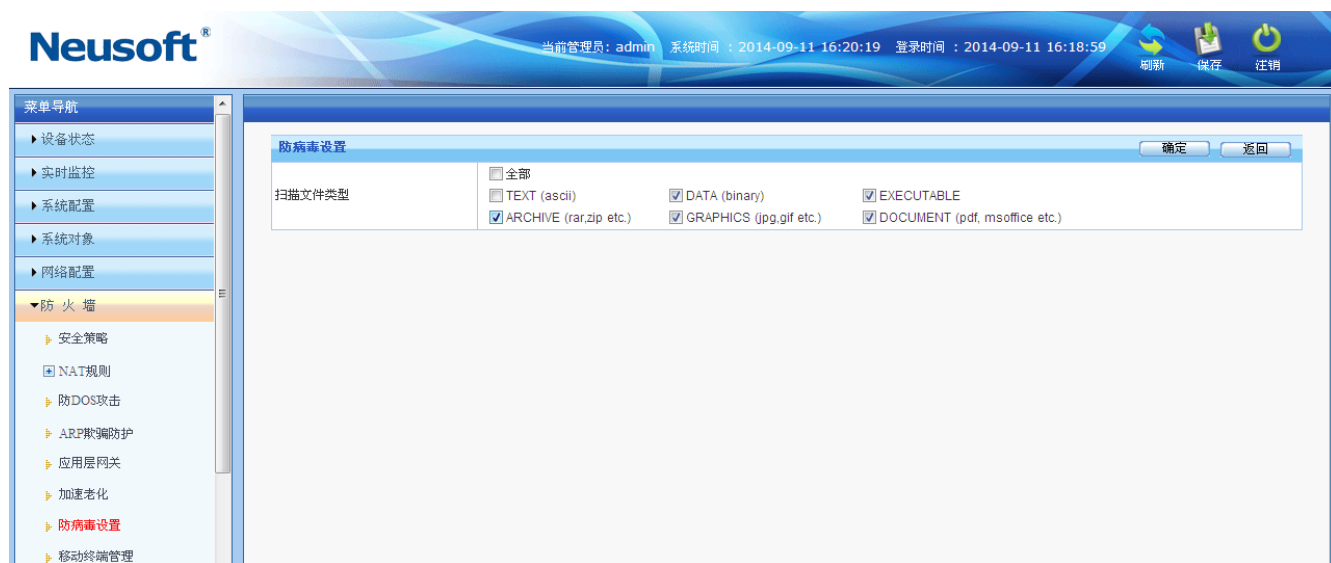 Neusoft®
当前管理员: admin 系统时间 : 2014-09-11 16:20:19 登录时间 : 2014-09-11 16:18:59
刷新 保存 注销
菜单导航
设备状态
实时监控
系统配置
系统对象
网络配置
防 火 墙
安全策略
NAT规则
防DOS攻击
ARP欺骗防护
应用层网关
加速老化
防病毒设置
移动终端管理
防病毒设置 确定 返回
扫描文件类型
全部
TEXT (ascii) DATA (binary) EXECUTABLE
ARCHIVE (rar,zip etc.) GRAPHICS (jpg,gif etc.) DOCUMENT (pdf, msoffice etc.)